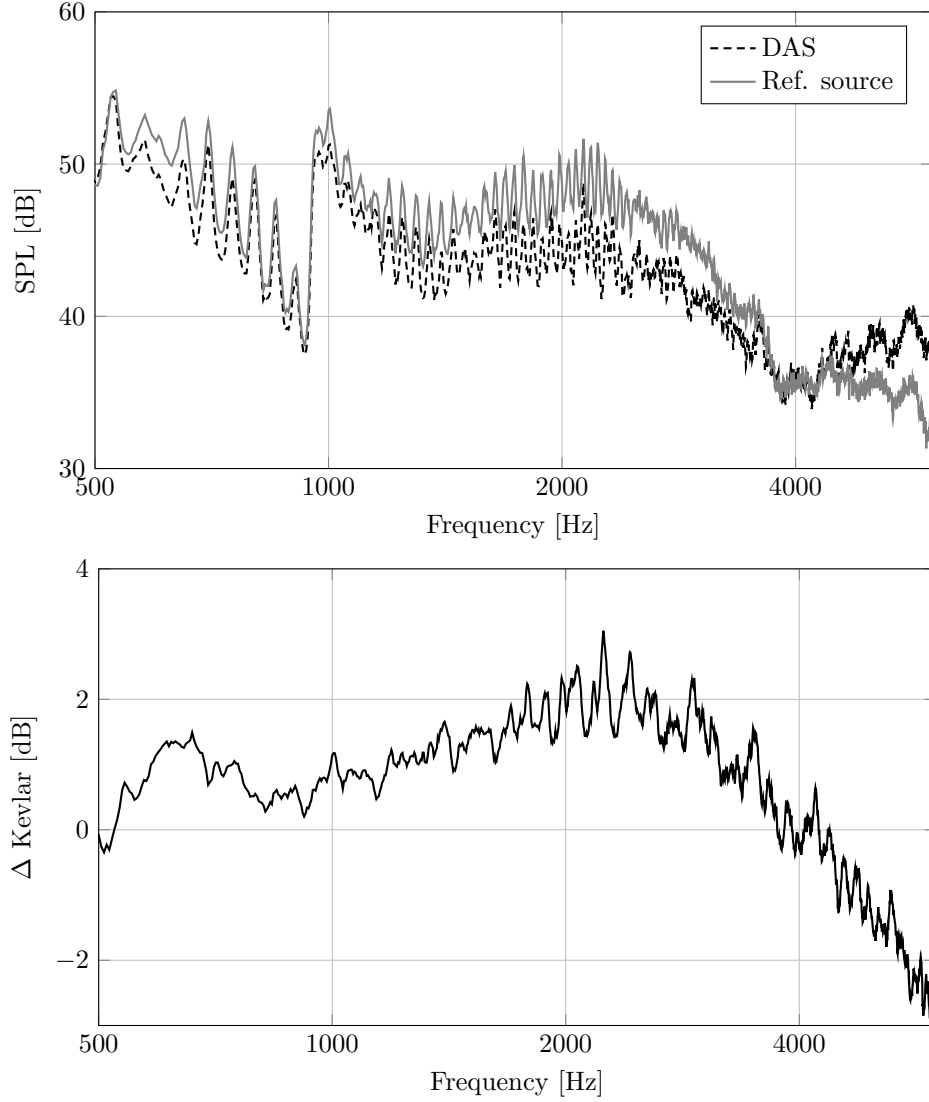 60
50
40
30
SPL [dB]
DAS
Ref. source
500
1000
2000
4000
Frequency [Hz]
4
2
0
−2
Δ Kevlar [dB]
500
1000
2000
4000
Frequency [Hz]